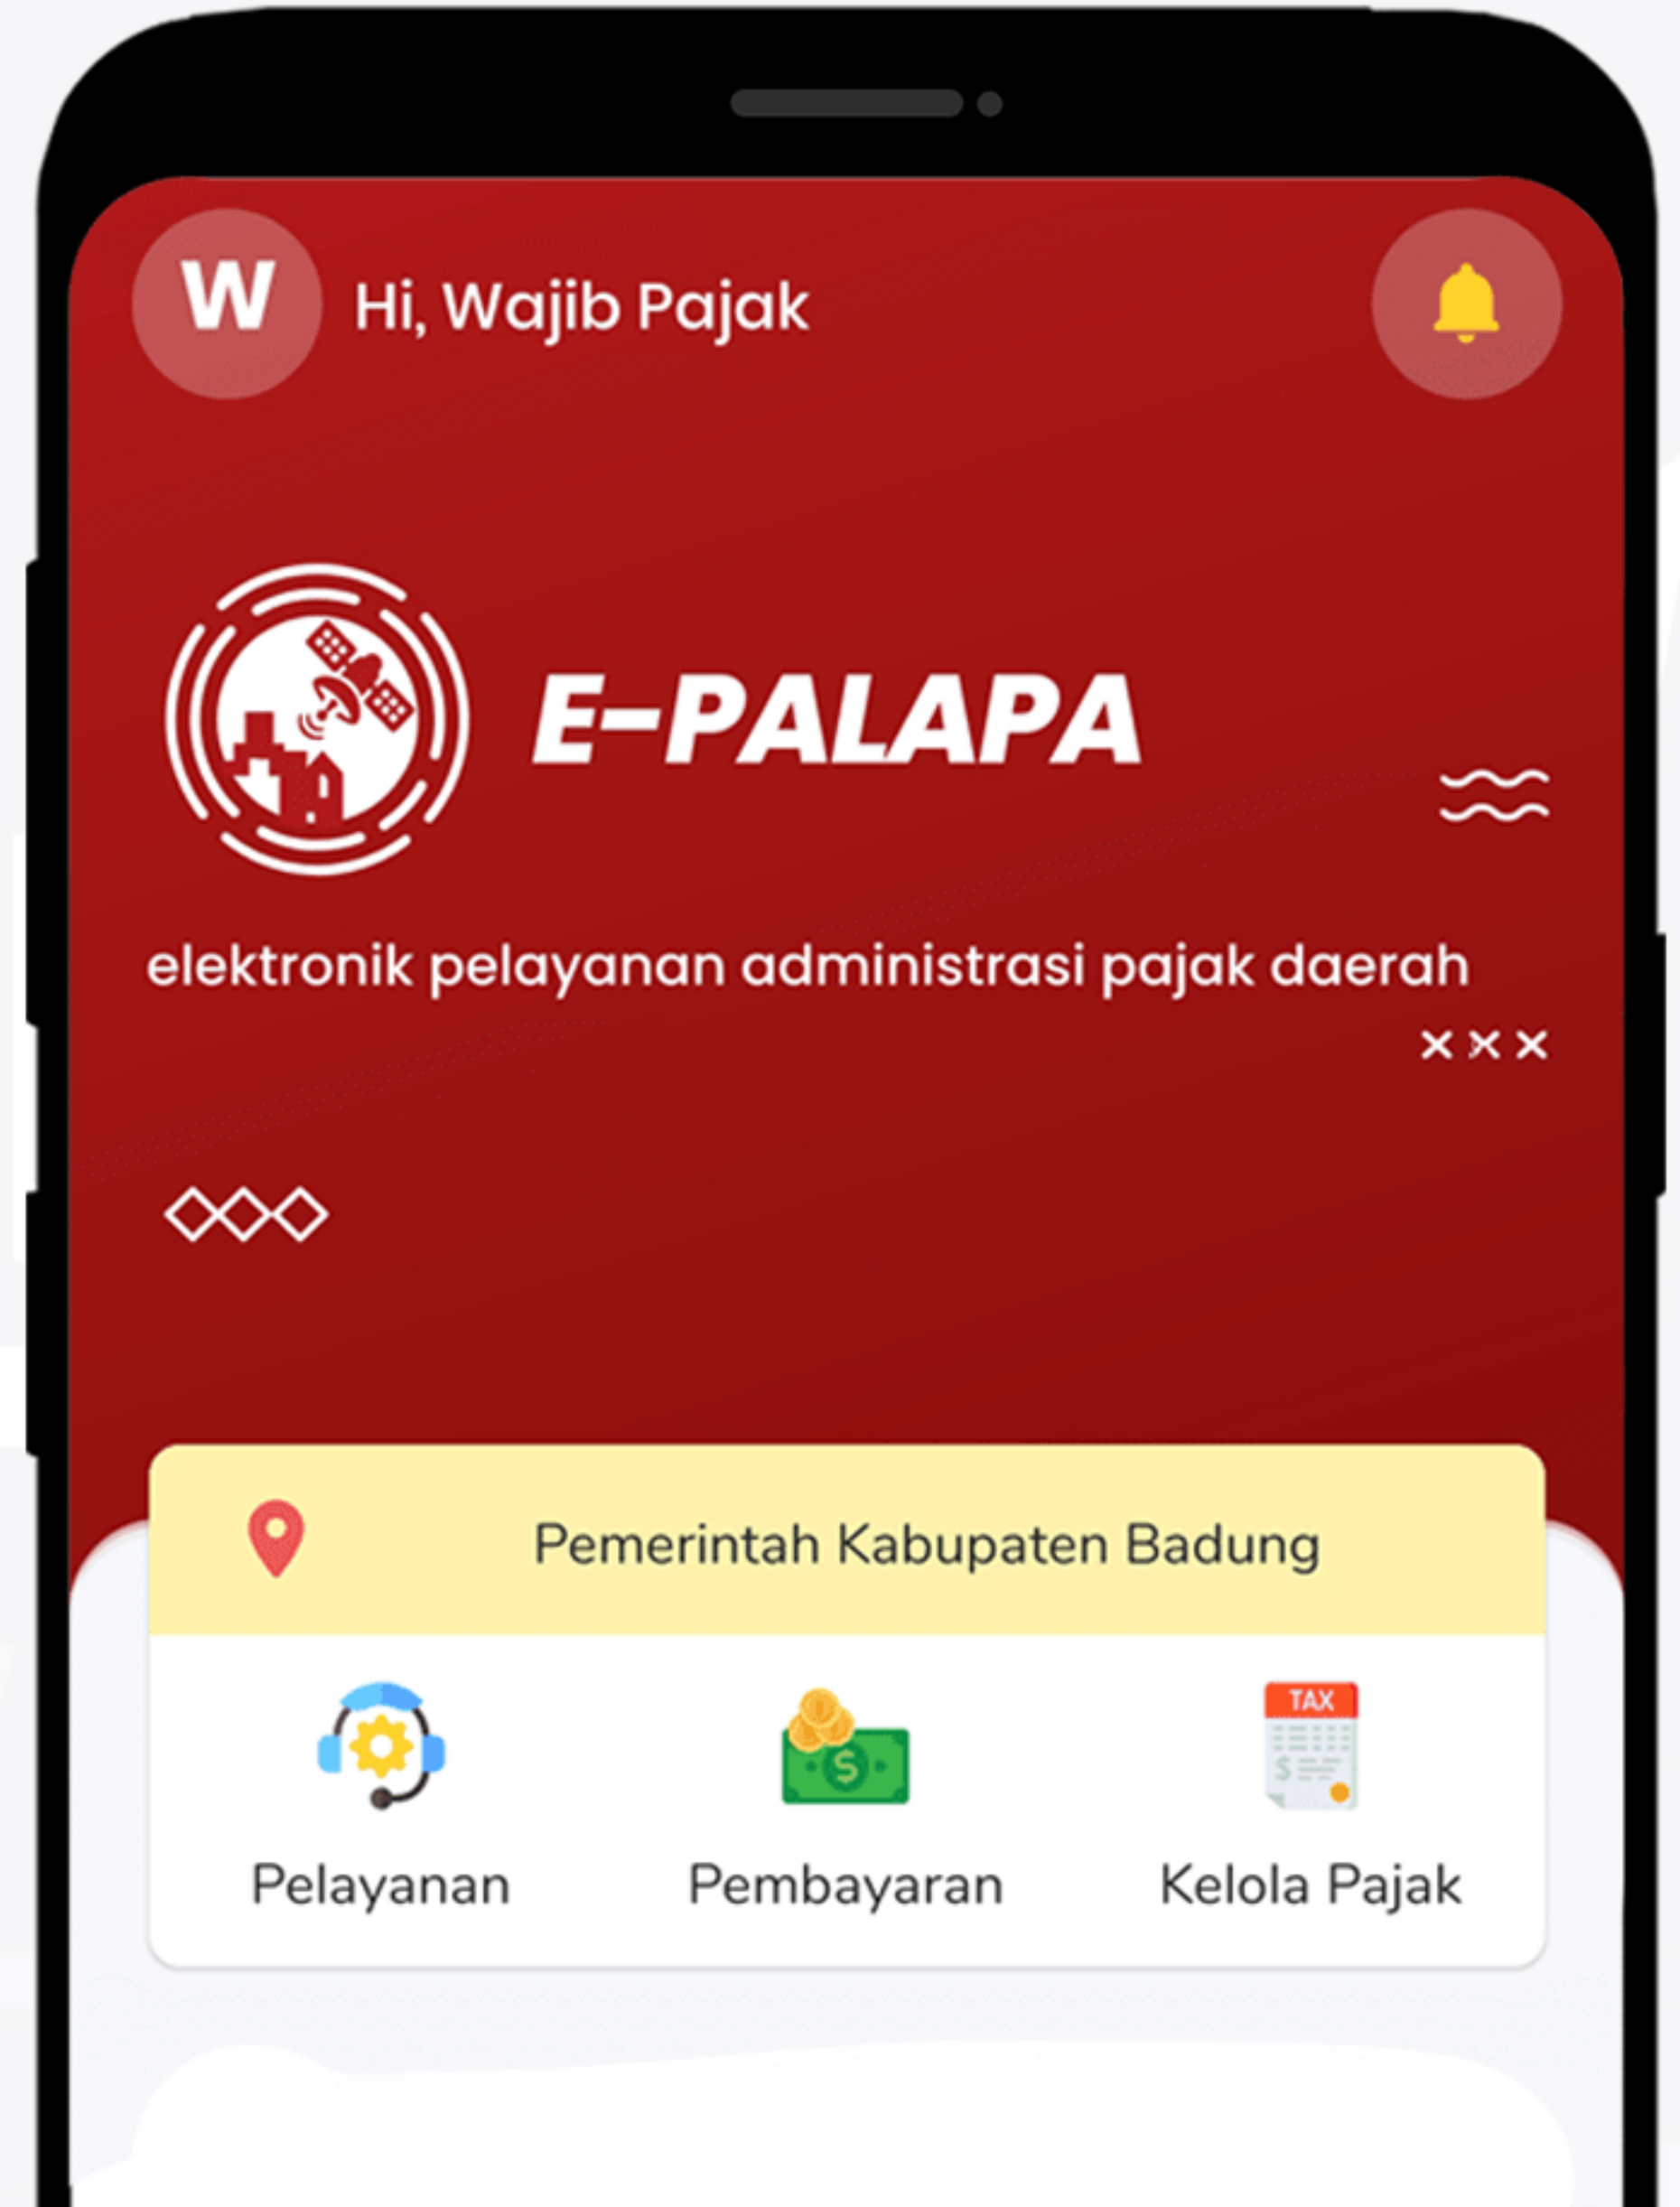 W
Hi, Wajib Pajak
E-PALAPA
elektronik pelayanan administrasi pajak daerah
Pemerintah Kabupaten Badung
TAX
$
$
Pelayanan
Pembayaran
Kelola Pajak